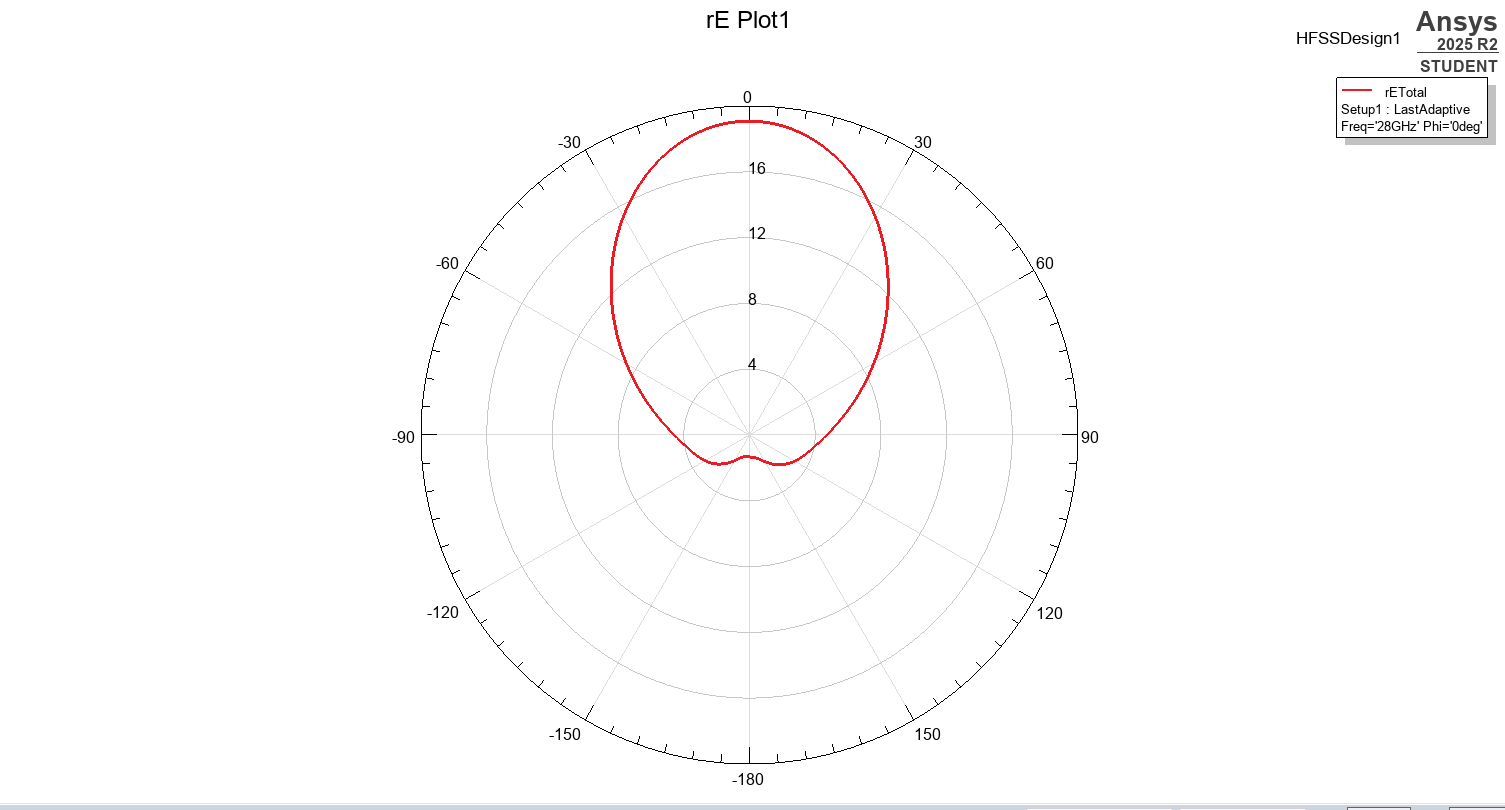 rE Plot1
HFSSDesign1
Ansys
2025 R2
STUDENT
rETotal
Setup1 : LastAdaptive
Freq='28GHz' Phi='0deg'
0
-30
30
16
12
-60
60
8
4
-90
90
-120
120
-150
150
-180